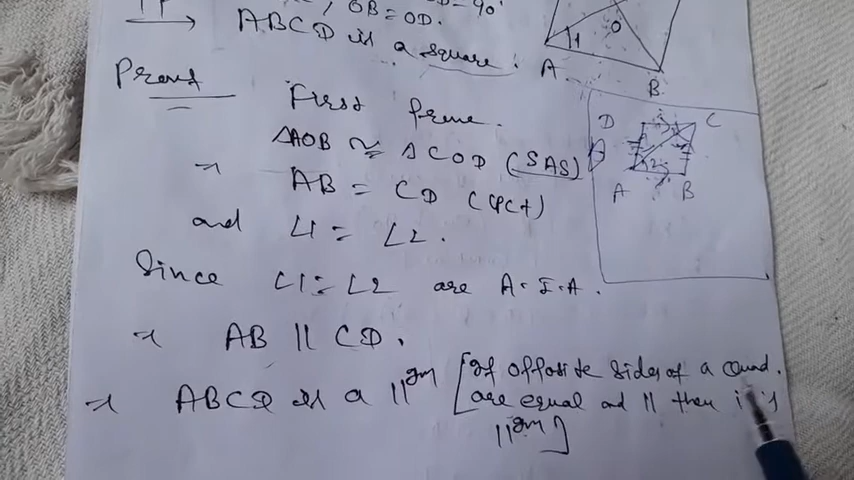 OB = OD.
ABCD is a square.
Proof
First prove.
△AOB ≅ △COD (SAS)
⇒ AB = CD (CPCT)
and ∠1 = ∠2.
Since ∠1 = ∠2 are A.I.A.
⇒ AB || CD.
⇒ ABCD is a ||gm [If opposite sides of a quad.
are equal and || then it is
||gm]
O
1
A
B
D
C
A
B
2